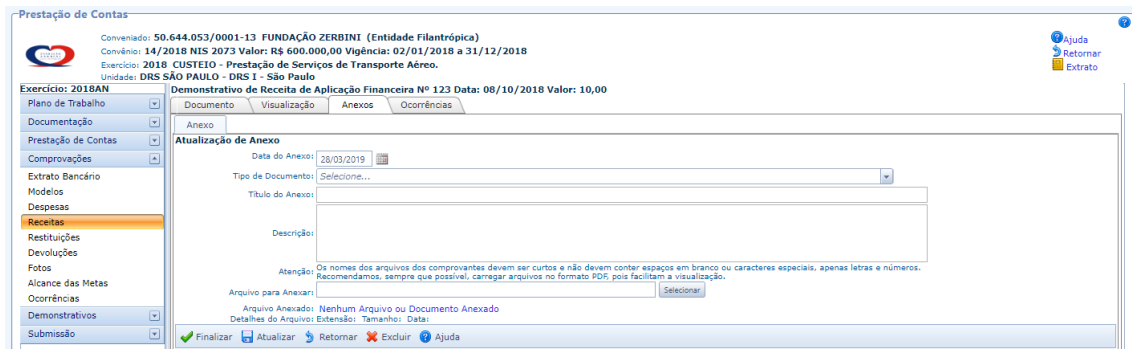 Prestação de Contas
Conveniado: 50.644.053/0001-13 FUNDAÇÃO ZERBINI (Entidade Filantrópica)
Convênio: 14/2018 NIS 2073 Valor: R$ 600.000,00 Vigência: 02/01/2018 a 31/12/2018
Exercício: 2018 CUSTEIO - Prestação de Serviços de Transporte Aéreo.
Unidade: DRS SÃO PAULO - DRS I - São Paulo
Ajuda
Retornar
Extrato
Exercício: 2018AN
Plano de Trabalho
Documentação
Prestação de Contas
Comprovações
Extrato Bancário
Modelos
Despesas
Receitas
Restituições
Devoluções
Fotos
Alcance das Metas
Ocorrências
Demonstrativos
Submissão
Demonstrativo de Receita de Aplicação Financeira Nº 123 Data: 08/10/2018 Valor: 10,00
Documento Visualização Anexos Ocorrências
Anexo
Atualização de Anexo
Data do Anexo: 28/03/2019
Tipo de Documento: Selecione...
Título do Anexo:
Descrição:
Atenção: Os nomes dos arquivos dos comprovantes devem ser curtos e não devem conter espaços em branco ou caracteres especiais, apenas letras e números.
Recomendamos, sempre que possível, carregar arquivos no formato PDF, pois facilitam a visualização.
Arquivo para Anexar: Selecionar
Arquivo Anexado: Nenhum Arquivo ou Documento Anexado
Detalhes do Arquivo: Extensão: Tamanho: Data:
Finalizar Atualizar Retornar Excluir Ajuda